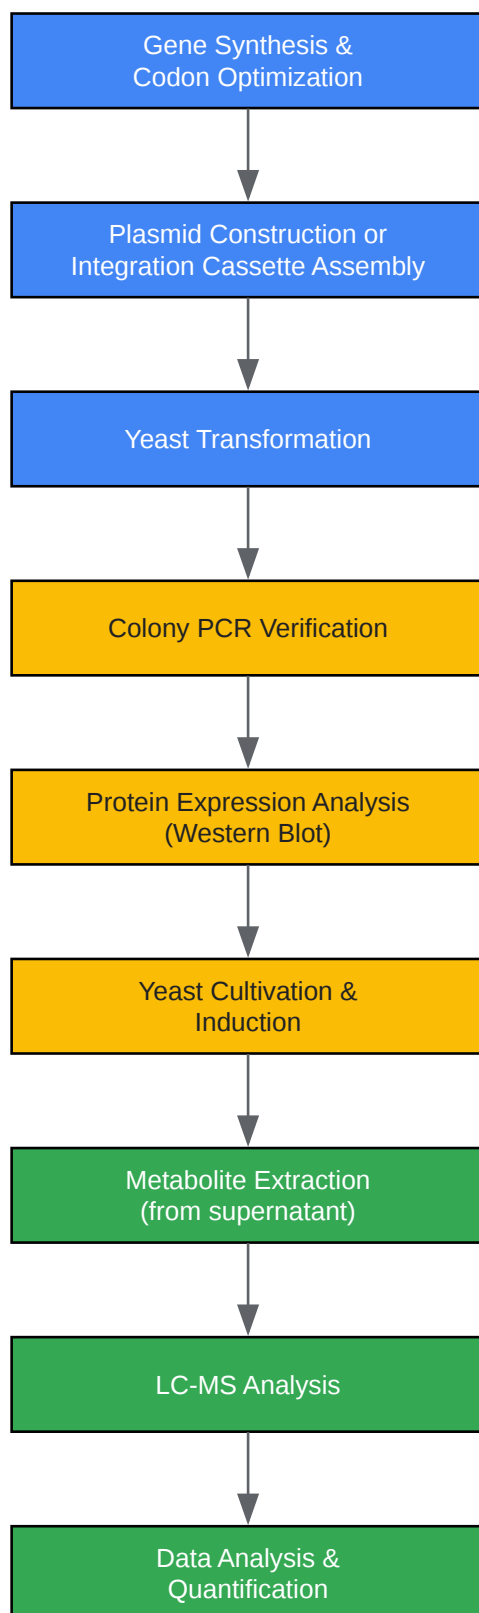 Gene Synthesis &
Codon Optimization
Plasmid Construction or
Integration Cassette Assembly
Yeast Transformation
Colony PCR Verification
Protein Expression Analysis
(Western Blot)
Yeast Cultivation &
Induction
Metabolite Extraction
(from supernatant)
LC-MS Analysis
Data Analysis &
Quantification